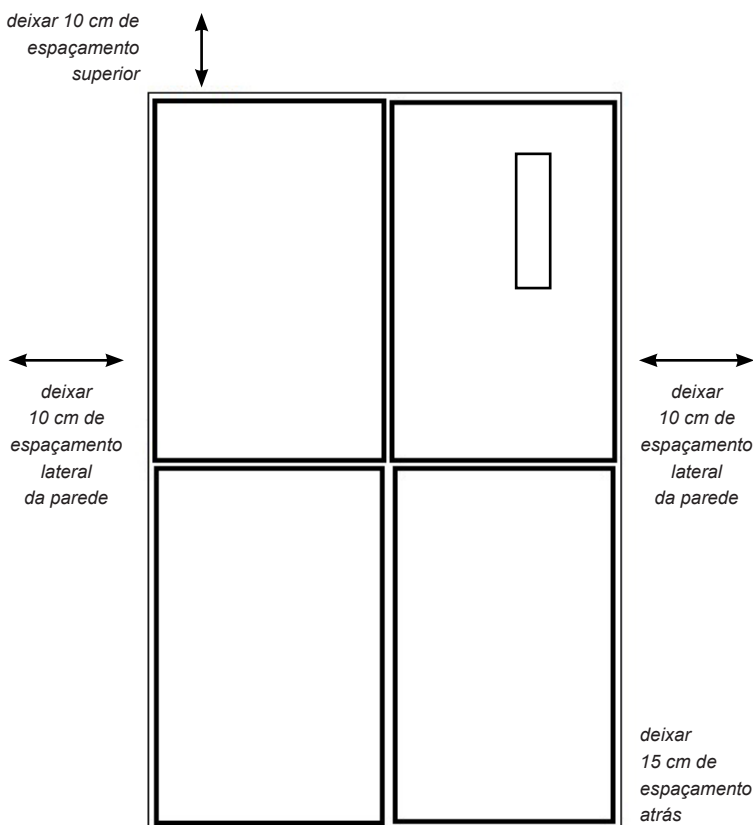 deixar 10 cm de
espaçamento
superior
deixar
10 cm de
espaçamento
lateral
da parede
deixar
10 cm de
espaçamento
lateral
da parede
deixar
15 cm de
espaçamento
atrás